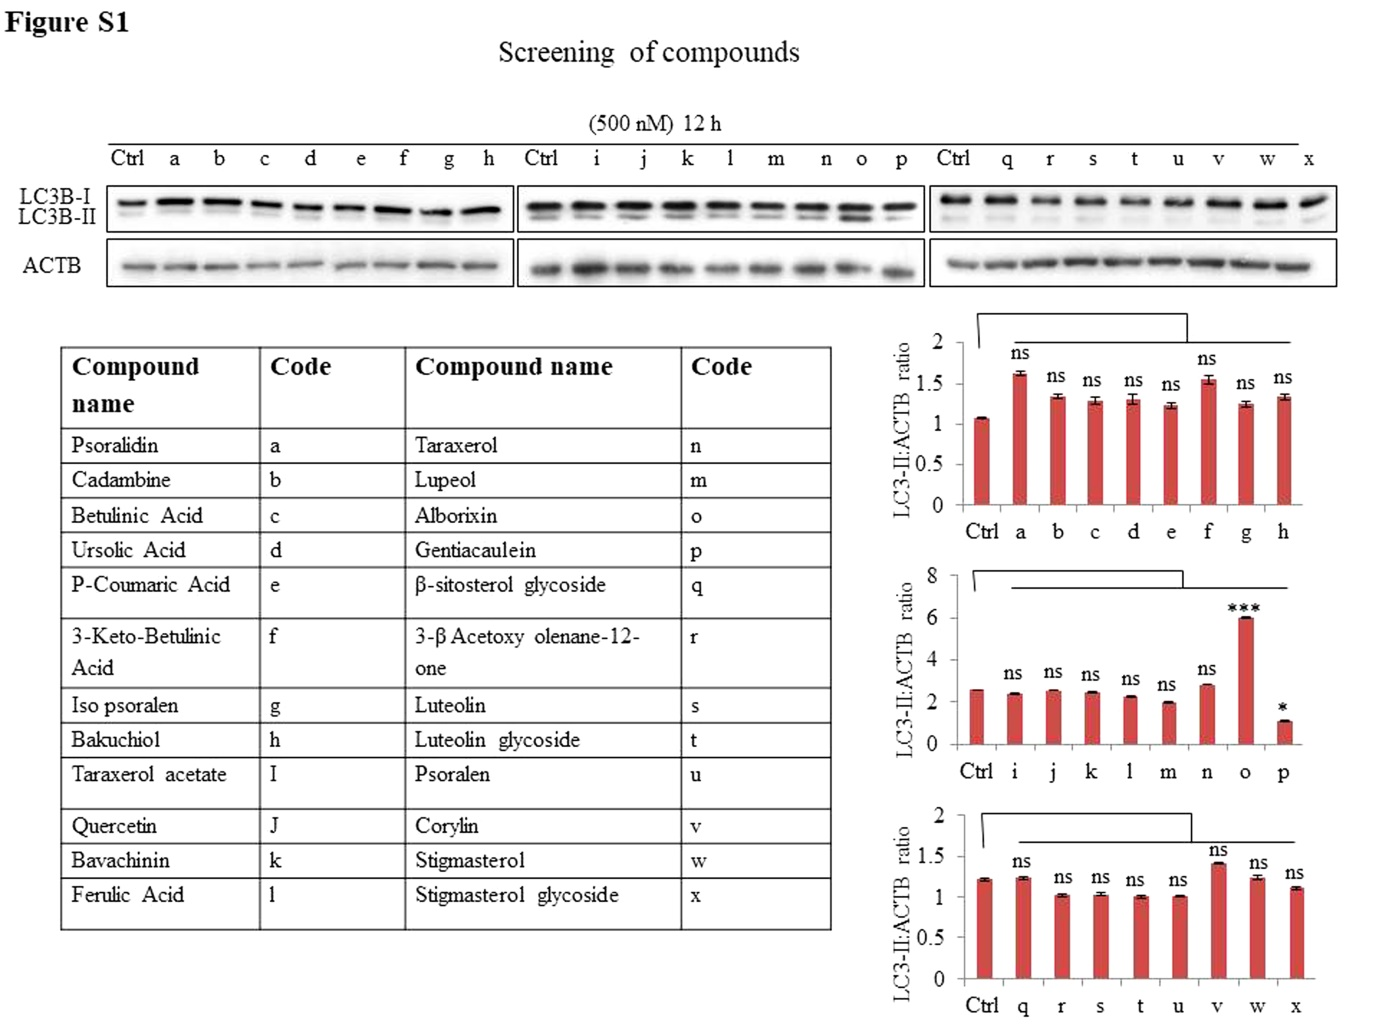 Figure S1
Screening of compounds
(500 nM) 12 h
Ctrl a b c d e f g h Ctrl i j k l m n o p Ctrl q r s t u v w x
LC3B-I
LC3B-II
ACTB
Compound name Code Compound name Code
Psoralidin a Taraxerol n
Cadambine b Lupeol m
Betulinic Acid c Alborixin o
Ursolic Acid d Gentiacaulein p
P-Coumaric Acid e β-sitosterol glycoside q
3-Keto-Betulinic Acid f 3-β Acetoxy olenane-12-one r
Iso psoralen g Luteolin s
Bakuchiol h Luteolin glycoside t
Taraxerol acetate I Psoralen u
Quercetin J Corylin v
Bavachinin k Stigmasterol w
Ferulic Acid l Stigmasterol glycoside x
LC3-II:ACTB ratio
2
1.5
1
0.5
0
ns ns ns ns ns ns ns ns
Ctrl a b c d e f g h
LC3-II:ACTB ratio
8
6
4
2
0
ns ns ns ns ns ns *** *
Ctrl i j k l m n o p
LC3-II:ACTB ratio
2
1.5
1
0.5
0
ns ns ns ns ns ns ns ns
Ctrl q r s t u v w x